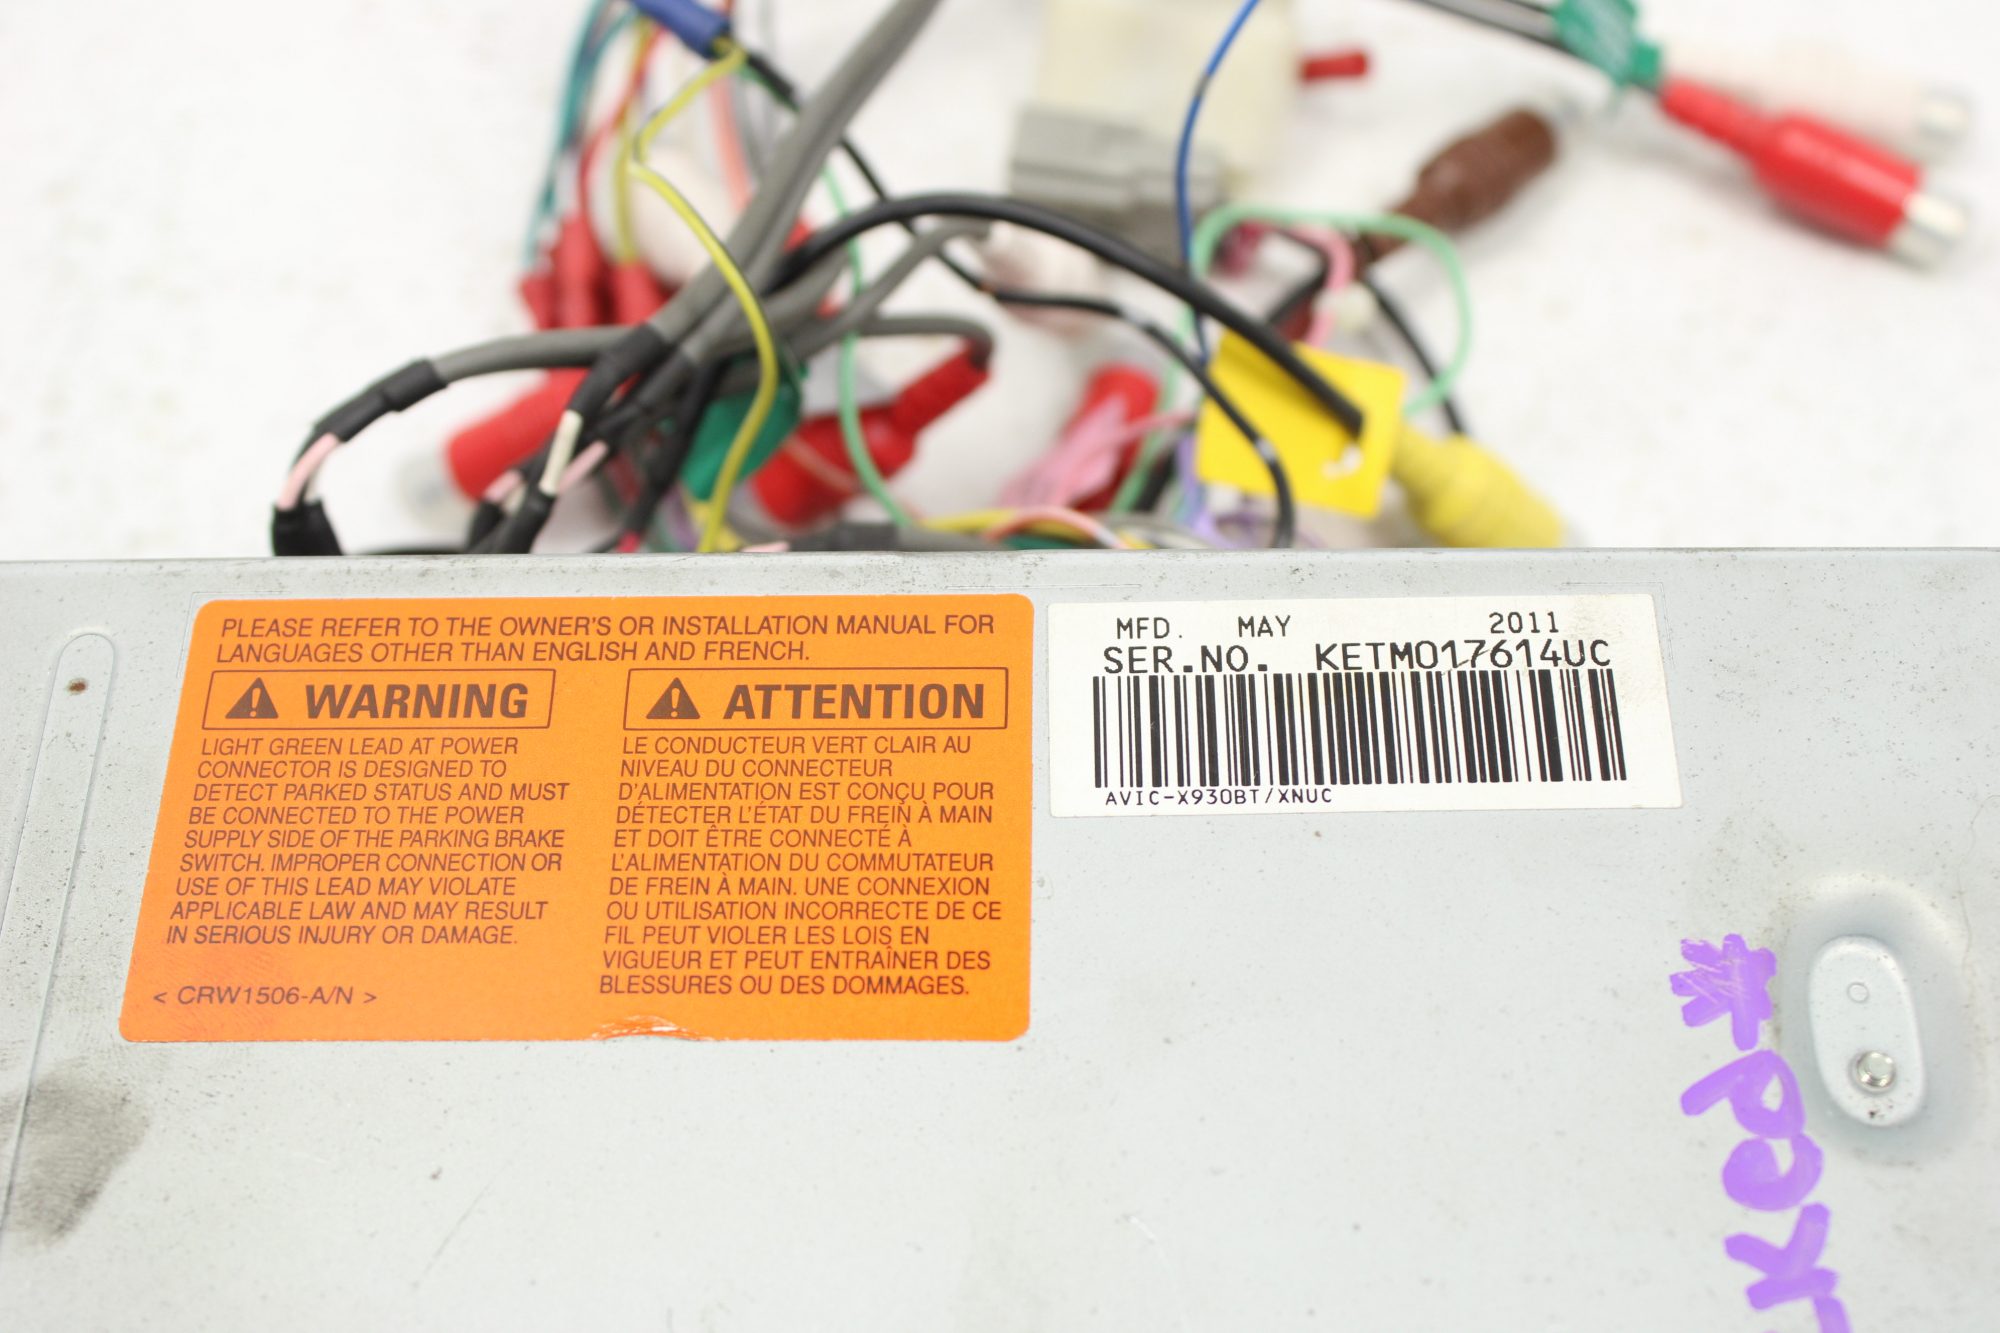 PLEASE REFER TO THE OWNER'S OR INSTALLATION MANUAL FOR
LANGUAGES OTHER THAN ENGLISH AND FRENCH.
WARNING
LIGHT GREEN LEAD AT POWER
CONNECTOR IS DESIGNED TO
DETECT PARKED STATUS AND MUST
BE CONNECTED TO THE POWER
SUPPLY SIDE OF THE PARKING BRAKE
SWITCH. IMPROPER CONNECTION OR
USE OF THIS LEAD MAY VIOLATE
APPLICABLE LAW AND MAY RESULT
IN SERIOUS INJURY OR DAMAGE.
< CRW1506-A/N >
ATTENTION
LE CONDUCTEUR VERT CLAIR AU
NIVEAU DU CONNECTEUR
D'ALIMENTATION EST CONÇU POUR
DÉTECTER L'ÉTAT DU FREIN À MAIN
ET DOIT ÊTRE CONNECTÉ À
L'ALIMENTATION DU COMMUTATEUR
DE FREIN À MAIN. UNE CONNEXION
OU UTILISATION INCORRECTE DE CE
FIL PEUT VIOLER LES LOIS EN
VIGUEUR ET PEUT ENTRAÎNER DES
BLESSURES OU DES DOMMAGES.
MFD. MAY 2011
SER.NO. KETM017614UC
AVIC-X930BT/XNUC